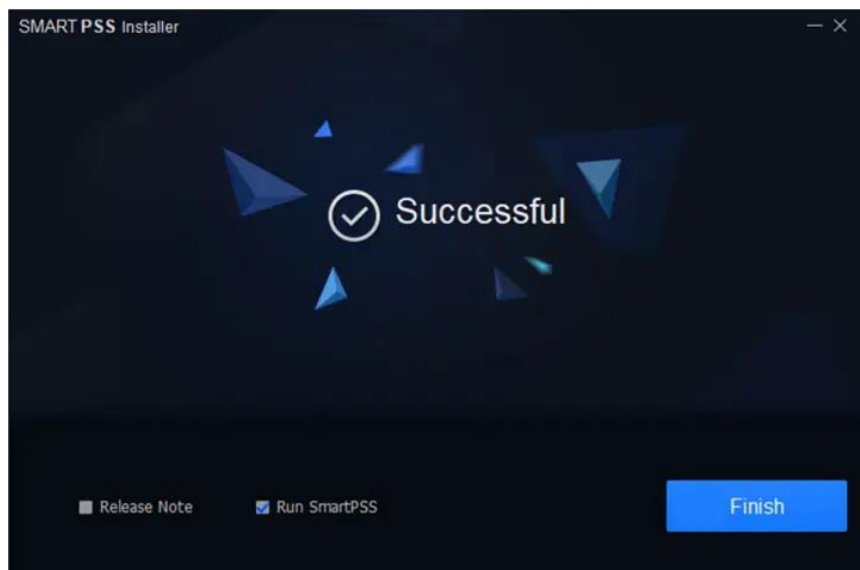 SMART PSS Installer
Successful
Release Note
Run SmartPSS
Finish